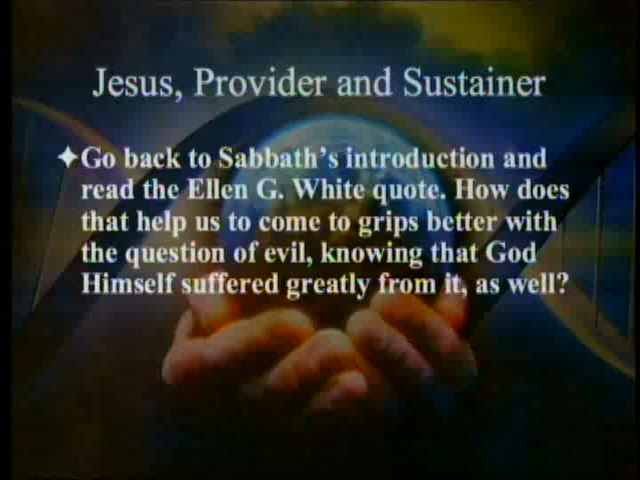 Jesus, Provider and Sustainer
✦Go back to Sabbath's introduction and
read the Ellen G. White quote. How does
that help us to come to grips better with
the question of evil, knowing that God
Himself suffered greatly from it, as well?